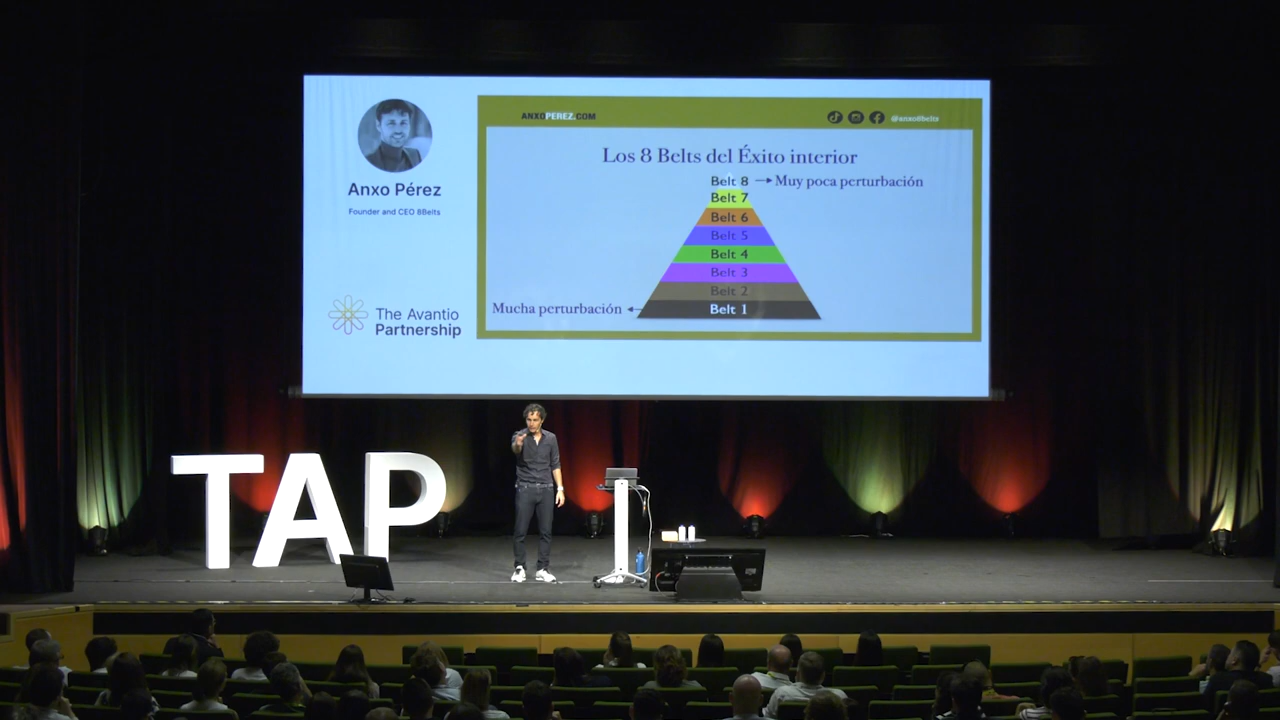 Anxo Pérez
Founder and CEO 8Belts
The Avantio
Partnership
ANXOPEREZ.COM
@anxo8belts
Los 8 Belts del Éxito interior
Belt 8 → Muy poca perturbación
Belt 7
Belt 6
Belt 5
Belt 4
Belt 3
Belt 2
Mucha perturbación ← Belt 1
TAP